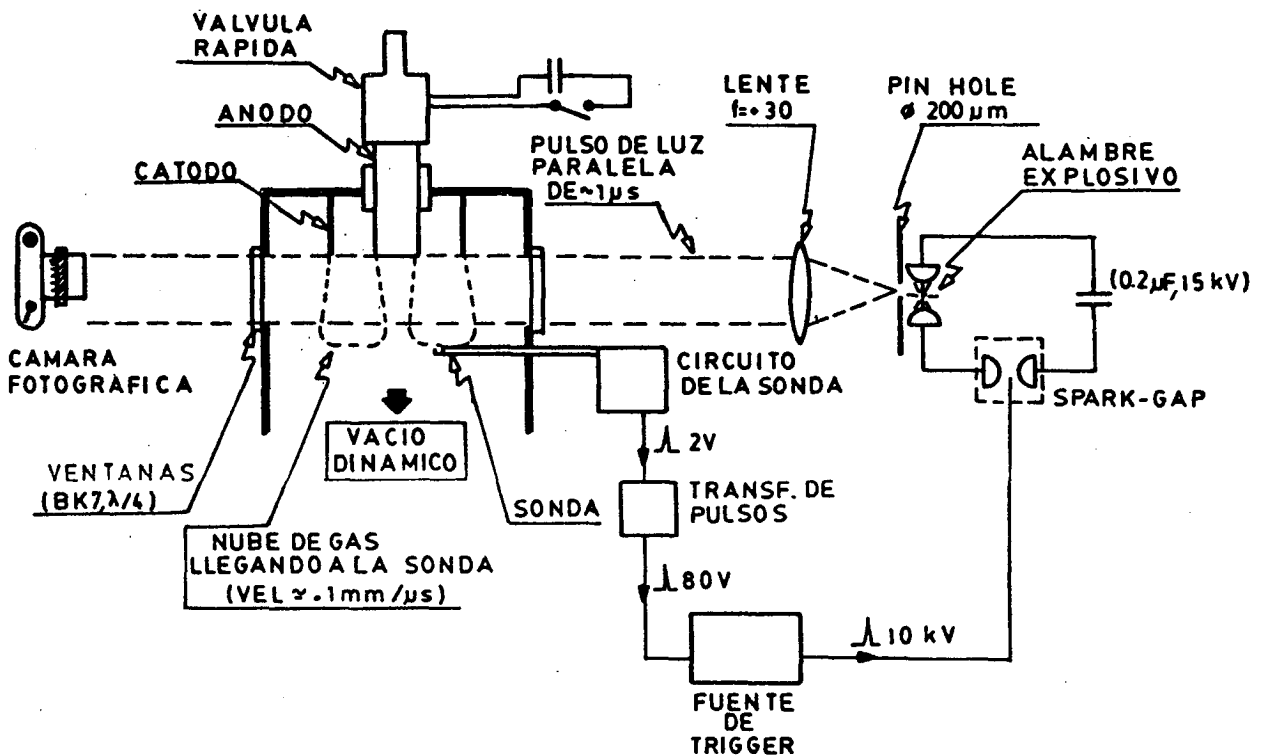 VALVULA
RAPIDA
ANODO
CATODO
LENTE
f=+30
PIN HOLE
ø 200 µm
PULSO DE LUZ
PARALELA
DE ~1µs
ALAMBRE
EXPLOSIVO
(0.2µF, 15 kV)
CAMARA
FOTOGRÀFICA
CIRCUITO
DE LA SONDA
SPARK-GAP
VACIO
DINAMICO
2V
VENTANAS
(BK7, λ/4)
SONDA
TRANSF. DE
PULSOS
NUBE DE GAS
LLEGANDO A LA SONDA
(VEL ≃ .1mm/µs)
80V
10 kV
FUENTE
DE
TRIGGER